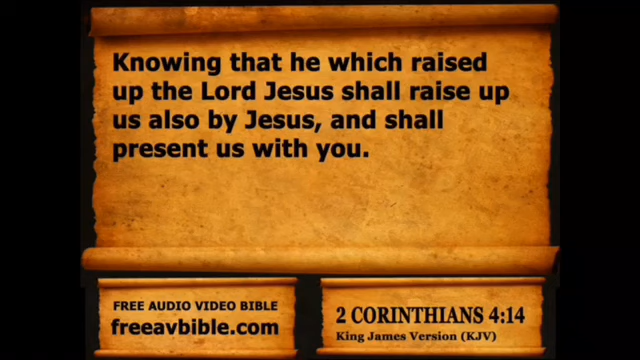 Knowing that he which raised
up the Lord Jesus shall raise up
us also by Jesus, and shall
present us with you.
FREE AUDIO VIDEO BIBLE
freeavbible.com
2 CORINTHIANS 4:14
King James Version (KJV)